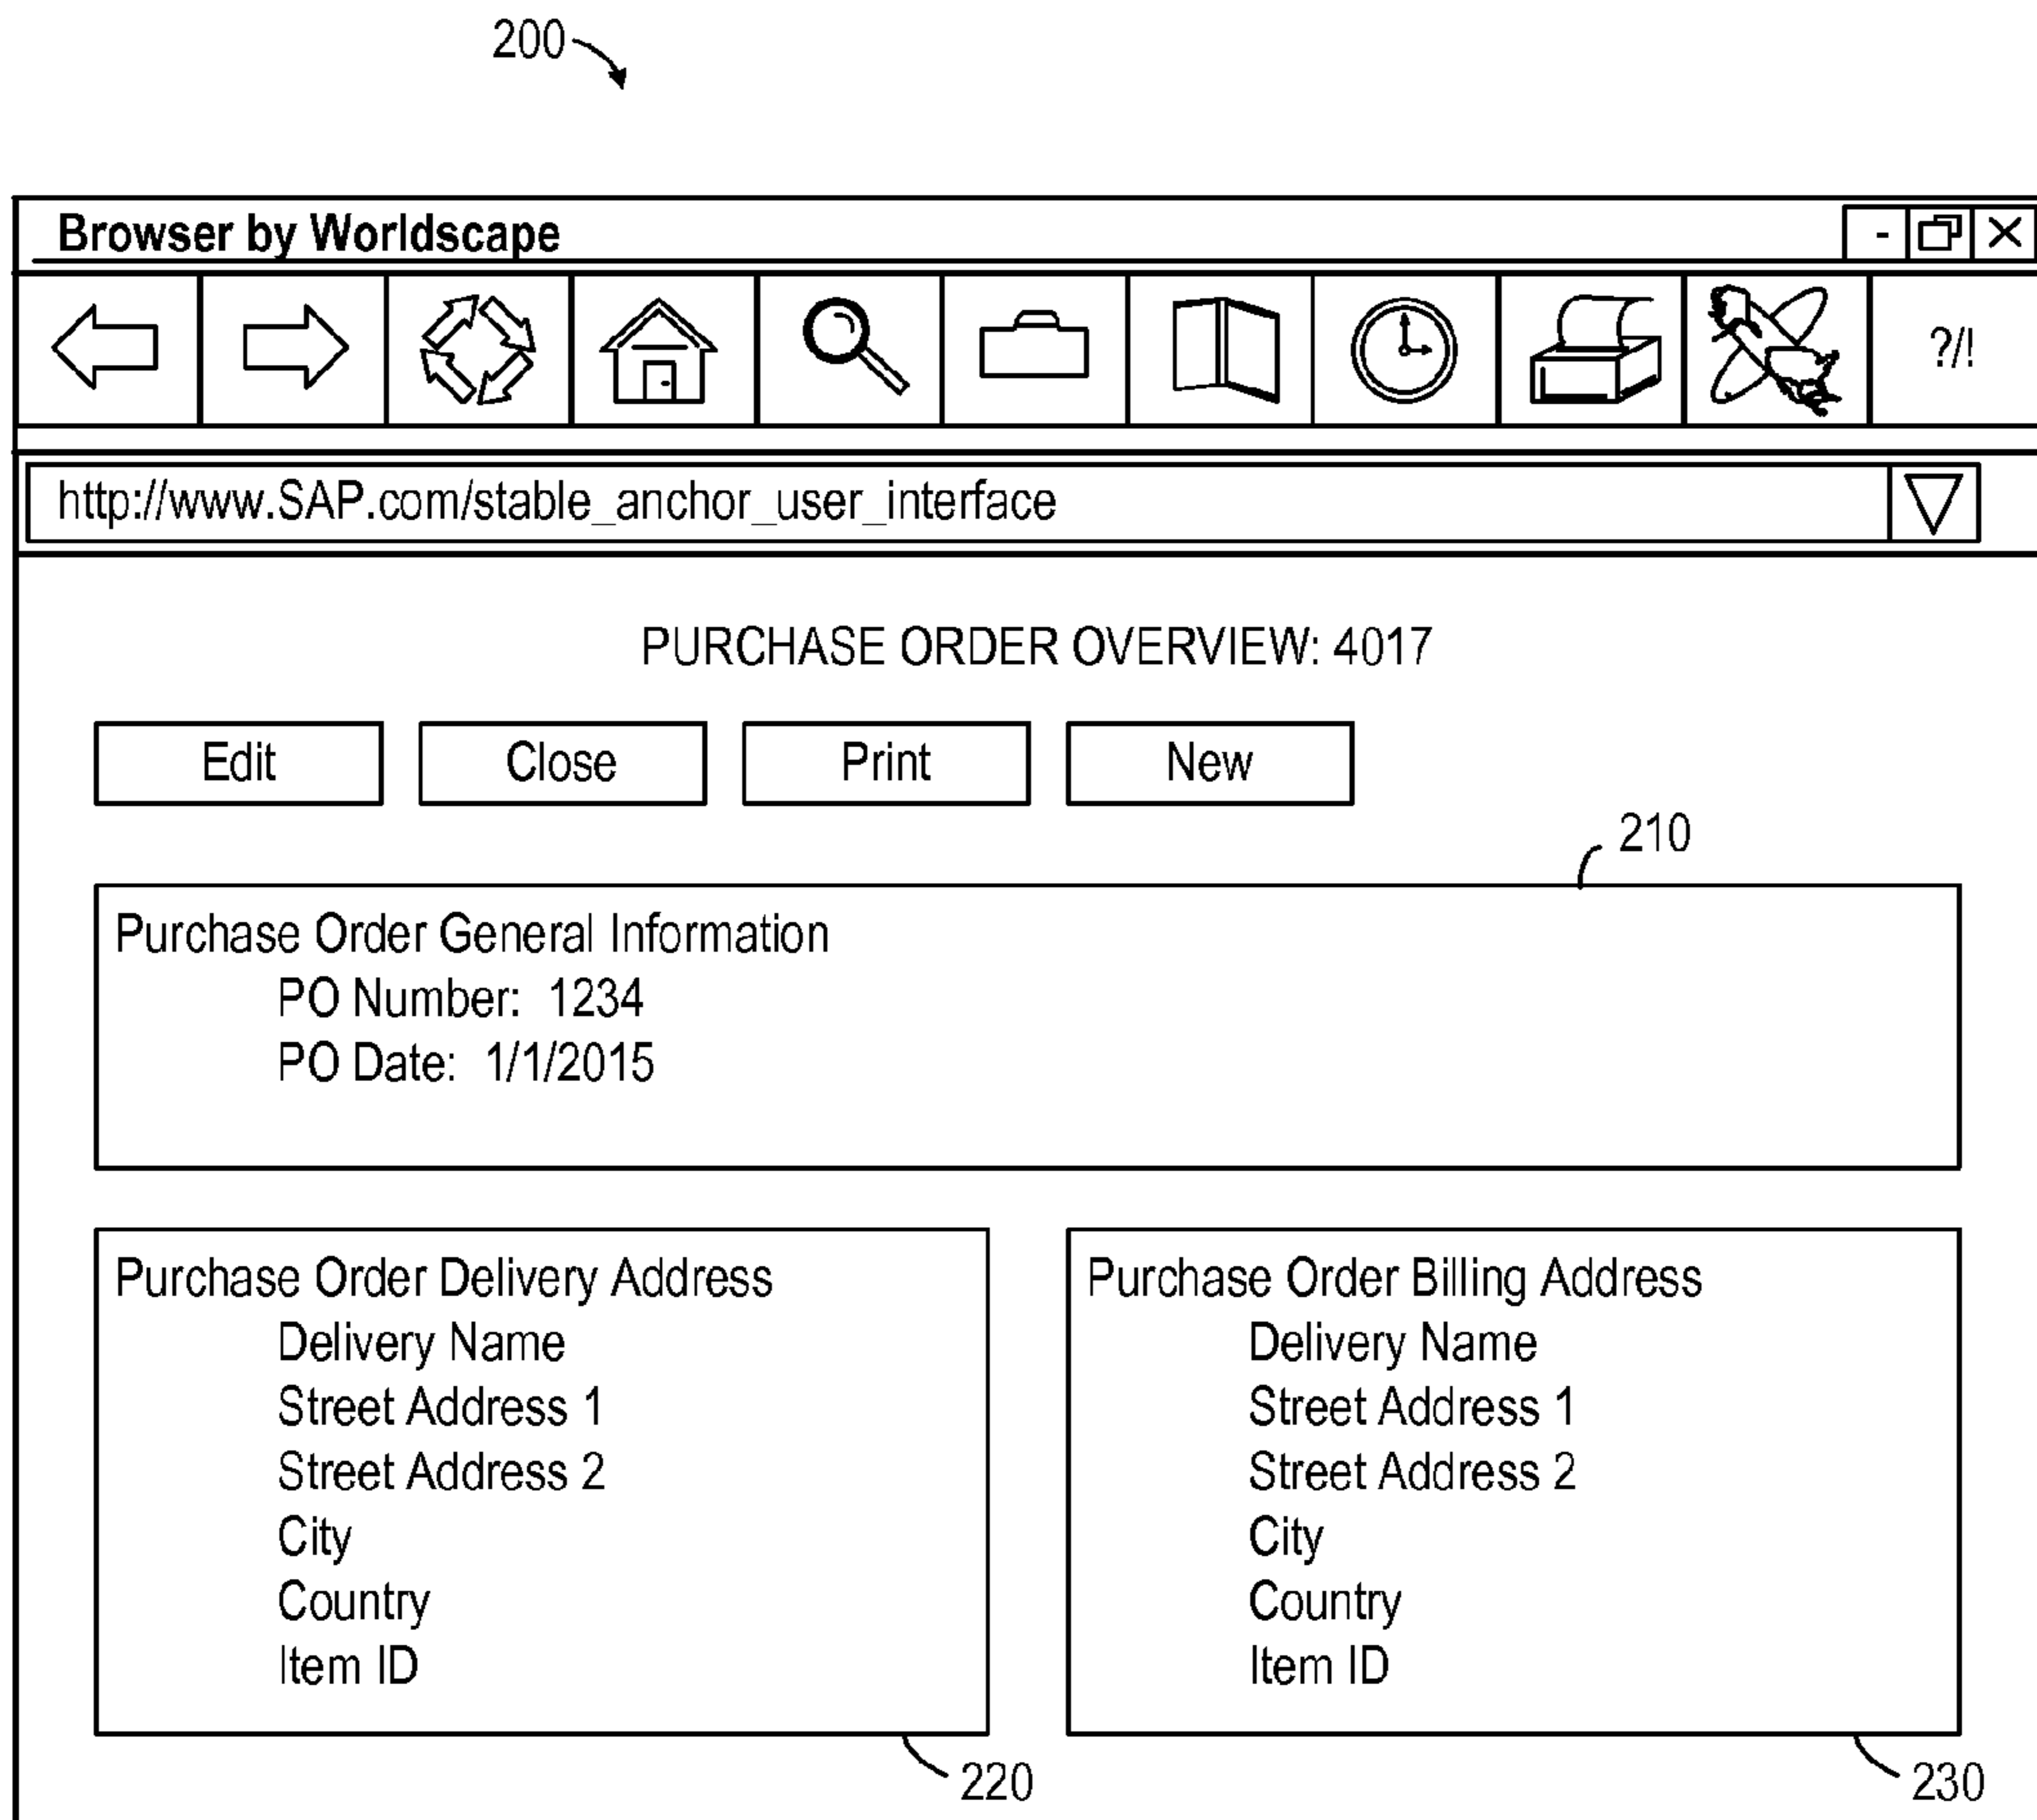 200
Browser by Worldscape
-
?/!
http://www.SAP.com/stable_anchor_user_interface
PURCHASE ORDER OVERVIEW: 4017
Edit Close Print New
210
Purchase Order General Information
PO Number: 1234
PO Date: 1/1/2015
Purchase Order Delivery Address
Delivery Name
Street Address 1
Street Address 2
City
Country
Item ID
220
Purchase Order Billing Address
Delivery Name
Street Address 1
Street Address 2
City
Country
Item ID
230